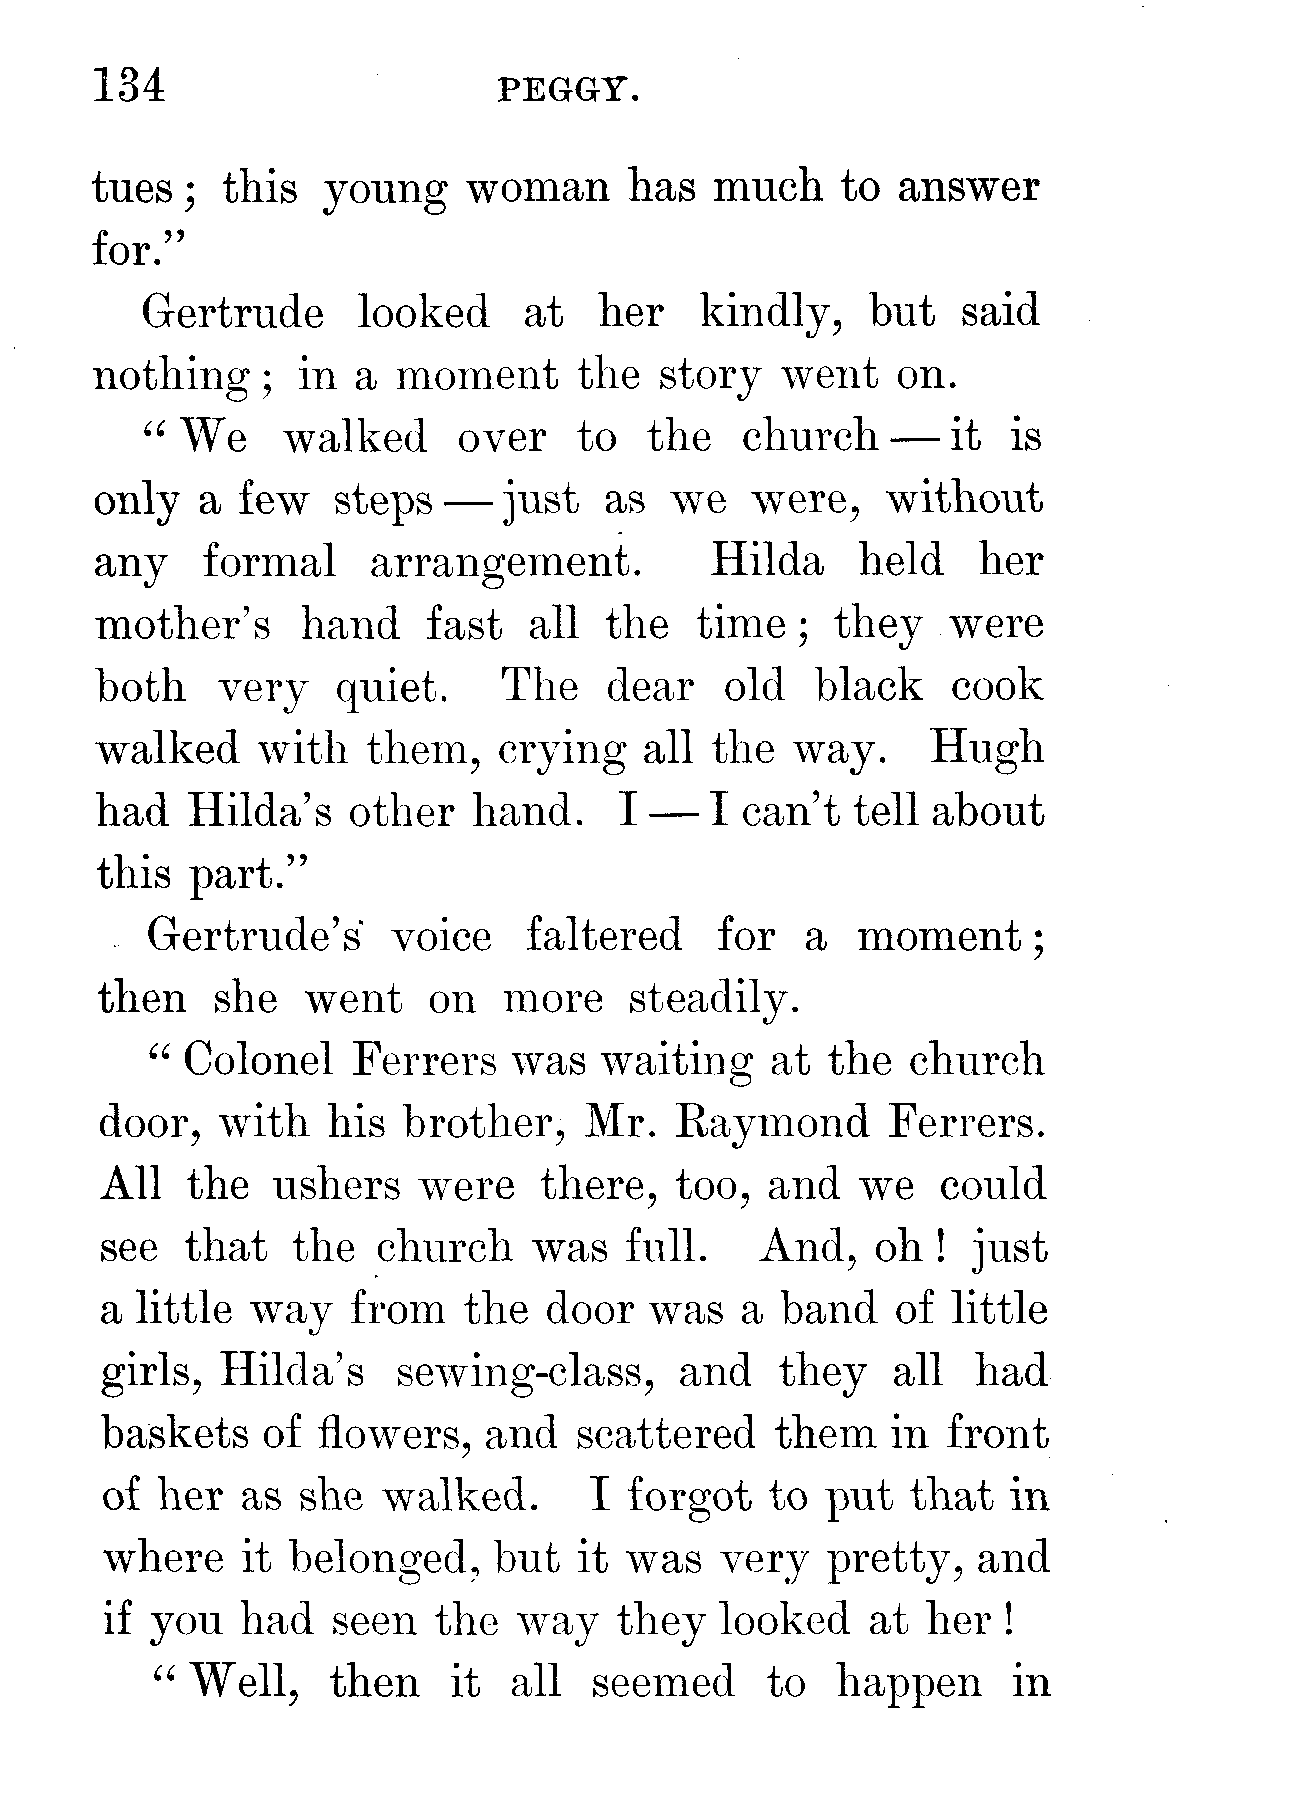 134 PEGGY.
tues; this young woman has much to answer
for."
Gertrude looked at her kindly, but said
nothing; in a moment the story went on.
"We walked over to the church — it is
only a few steps — just as we were, without
any formal arrangement. Hilda held her
mother's hand fast all the time; they were
both very quiet. The dear old black cook
walked with them, crying all the way. Hugh
had Hilda's other hand. I — I can't tell about
this part."
Gertrude's voice faltered for a moment;
then she went on more steadily.
"Colonel Ferrers was waiting at the church
door, with his brother, Mr. Raymond Ferrers.
All the ushers were there, too, and we could
see that the church was full. And, oh! just
a little way from the door was a band of little
girls, Hilda's sewing-class, and they all had
baskets of flowers, and scattered them in front
of her as she walked. I forgot to put that in
where it belonged, but it was very pretty, and
if you had seen the way they looked at her!
"Well, then it all seemed to happen in